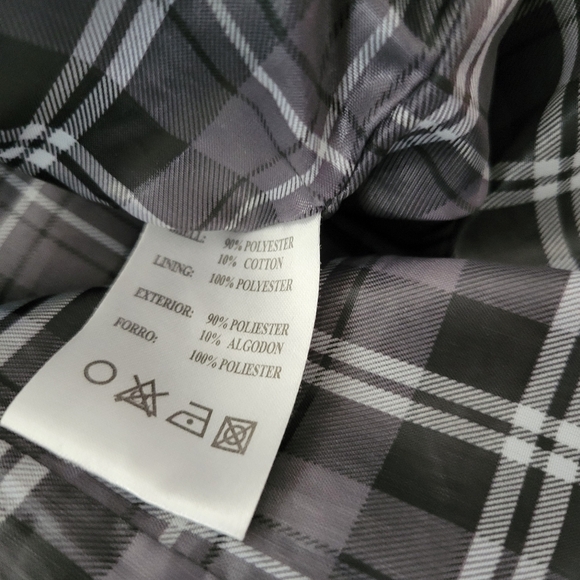 90% POLYESTER
10% COTTON
LINING: 100% POLYESTER
EXTERIOR: 90% POLIESTER
10% ALGODON
FORRO: 100% POLIESTER